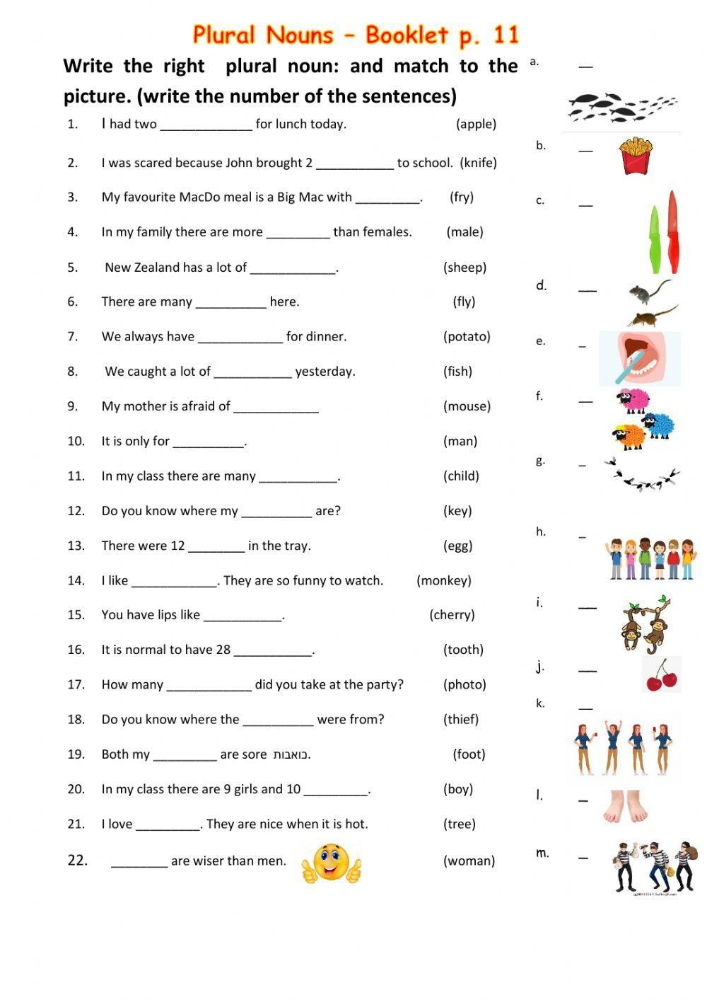 Plural Nouns – Booklet p. 11
Write the right plural noun: and match to the
picture. (write the number of the sentences)
1. I had two _____________ for lunch today. (apple)
2. I was scared because John brought 2 ___________ to school. (knife)
3. My favourite MacDo meal is a Big Mac with _________. (fry)
4. In my family there are more _________ than females. (male)
5. New Zealand has a lot of ____________. (sheep)
6. There are many __________ here. (fly)
7. We always have ____________ for dinner. (potato)
8. We caught a lot of ___________ yesterday. (fish)
9. My mother is afraid of ____________ (mouse)
10. It is only for __________. (man)
11. In my class there are many ___________. (child)
12. Do you know where my __________ are? (key)
13. There were 12 ________ in the tray. (egg)
14. I like ____________. They are so funny to watch. (monkey)
15. You have lips like ___________. (cherry)
16. It is normal to have 28 ___________. (tooth)
17. How many ____________ did you take at the party? (photo)
18. Do you know where the __________ were from? (thief)
19. Both my _________ are sore כואבות. (foot)
20. In my class there are 9 girls and 10 _________. (boy)
21. I love _________. They are nice when it is hot. (tree)
22. ________ are wiser than men. (woman)
a. __
b. __
c. __
d. __
e. _
f. __
g. _
h. _
i. __
j. __
k. __
l. _
m. _